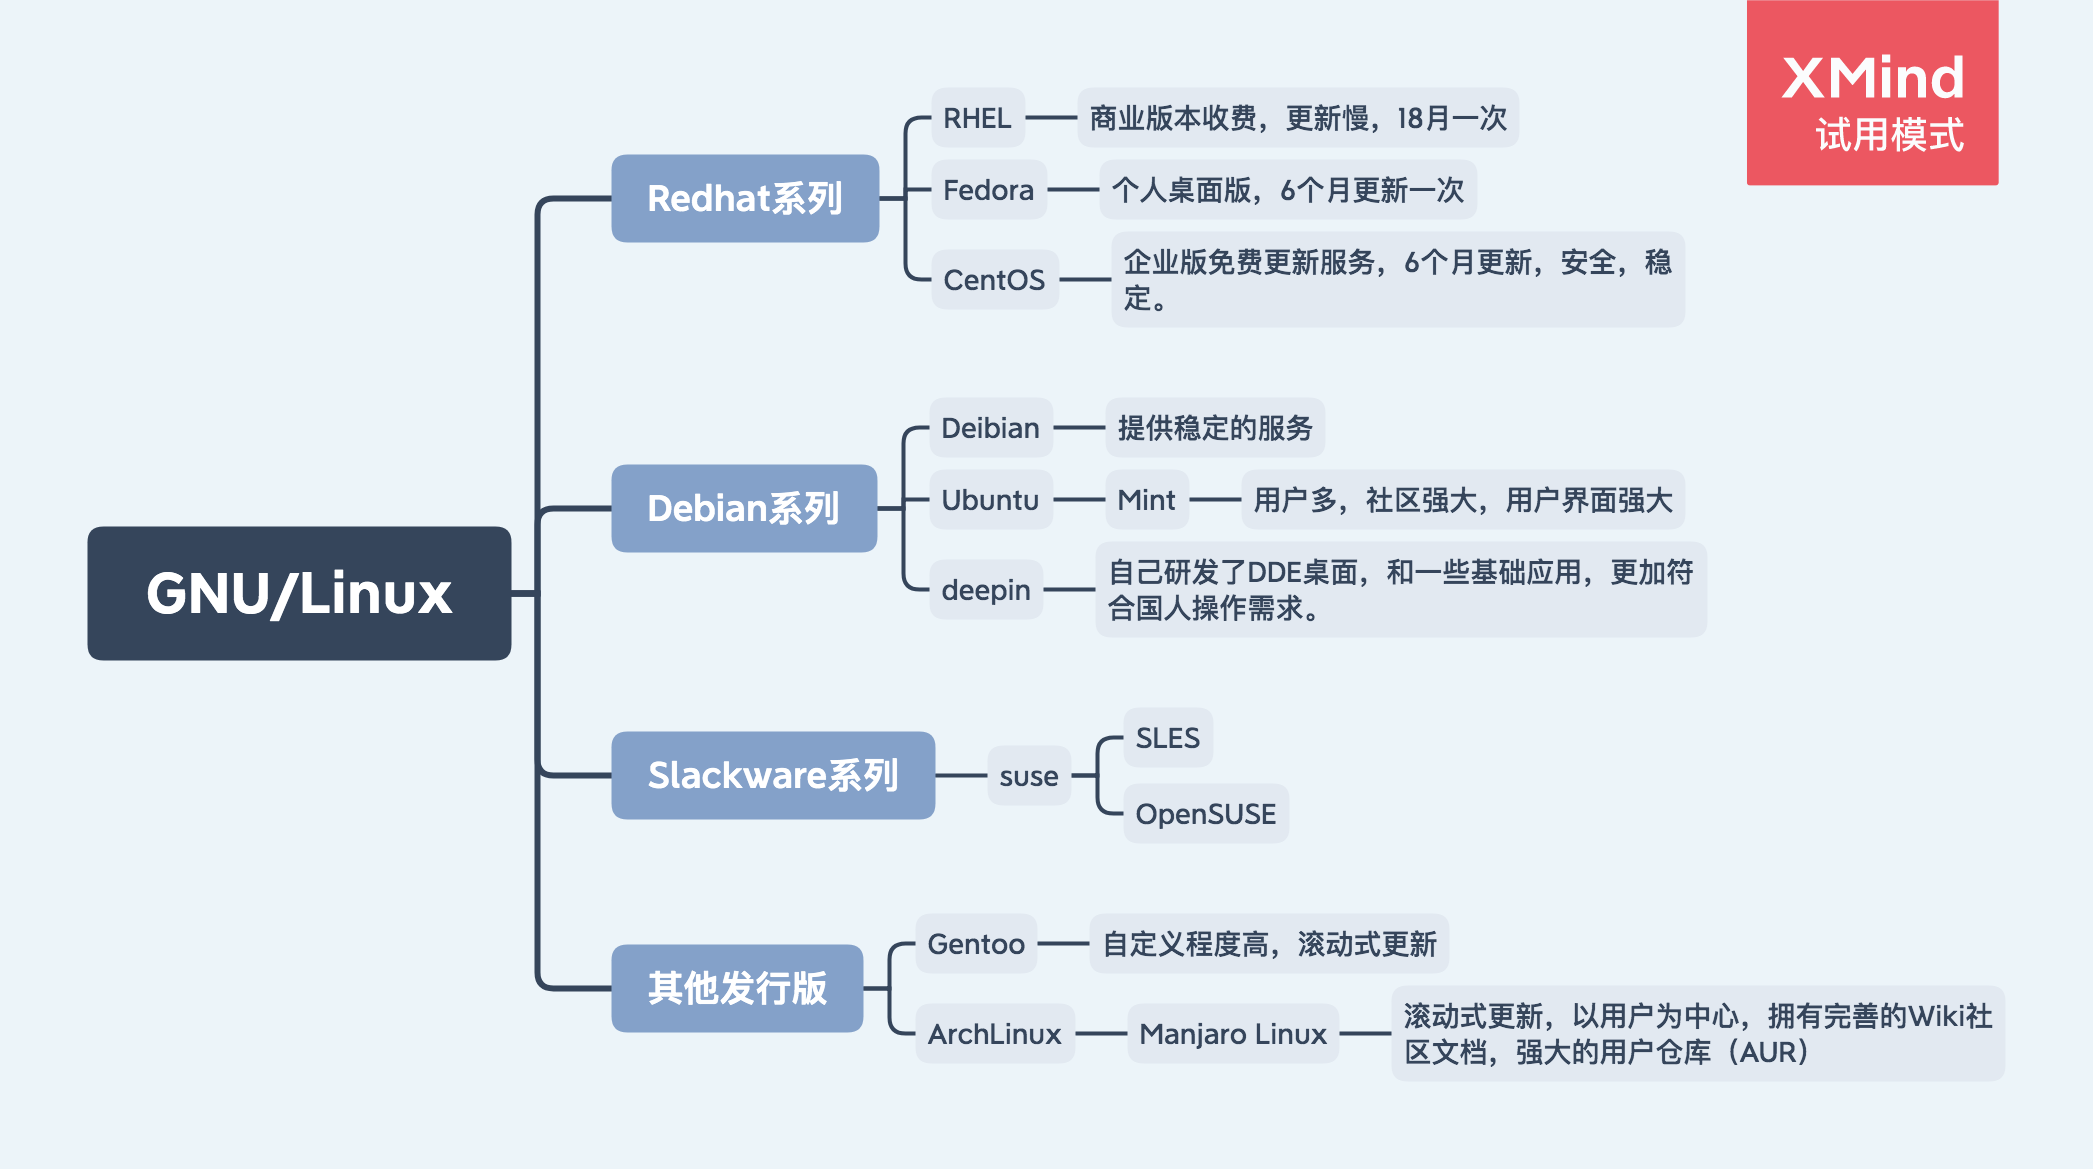 XMind
试用模式
GNU/Linux
Redhat系列
RHEL
商业版本收费，更新慢，18月一次
Fedora
个人桌面版，6个月更新一次
CentOS
企业版免费更新服务，6个月更新，安全，稳
定。
Debian系列
Deibian
提供稳定的服务
Ubuntu
Mint
用户多，社区强大，用户界面强大
deepin
自己研发了DDE桌面，和一些基础应用，更加符
合国人操作需求。
Slackware系列
suse
SLES
OpenSUSE
其他发行版
Gentoo
自定义程度高，滚动式更新
ArchLinux
Manjaro Linux
滚动式更新，以用户为中心，拥有完善的Wiki社
区文档，强大的用户仓库（AUR）